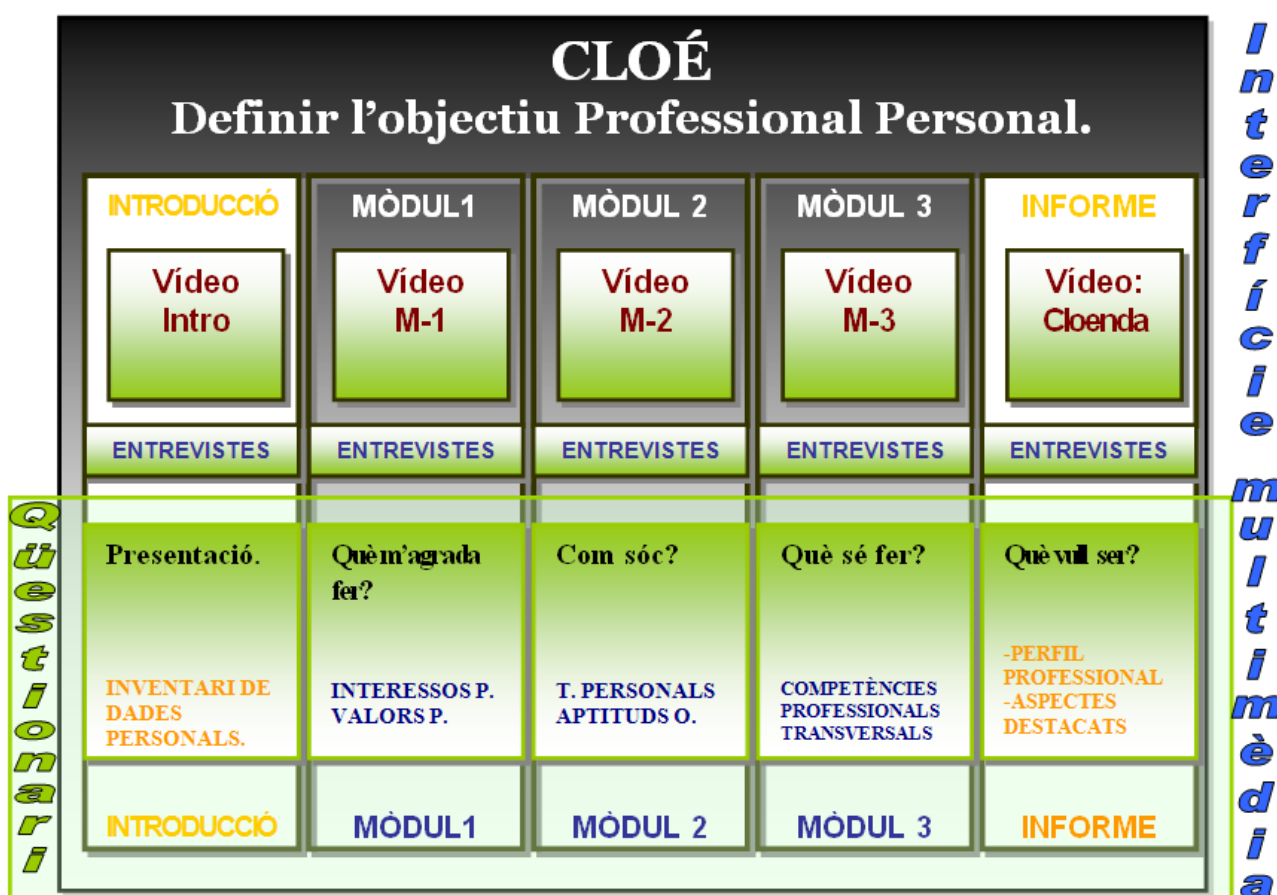 CLOÉ
Definir l’objectiu Professional Personal.
INTRODUCCIÓ
MÒDUL1
MÒDUL 2
MÒDUL 3
INFORME
Vídeo
Intro
Vídeo
M-1
Vídeo
M-2
Vídeo
M-3
Vídeo:
Cloenda
ENTREVISTES
ENTREVISTES
ENTREVISTES
ENTREVISTES
ENTREVISTES
Presentació.
INVENTARI DE
DADES
PERSONALS.
Què m’agrada
fer?
INTERESSOS P.
VALORS P.
Com sóc?
T. PERSONALS
APTITUDS O.
Què sé fer?
COMPETÈNCIES
PROFESSIONALS
TRANSVERSALS
Què vull ser?
-PERFIL
PROFESSIONAL
-ASPECTES
DESTACATS
INTRODUCCIÓ
MÒDUL1
MÒDUL 2
MÒDUL 3
INFORME
Qüestionari
Interfície multimèdia